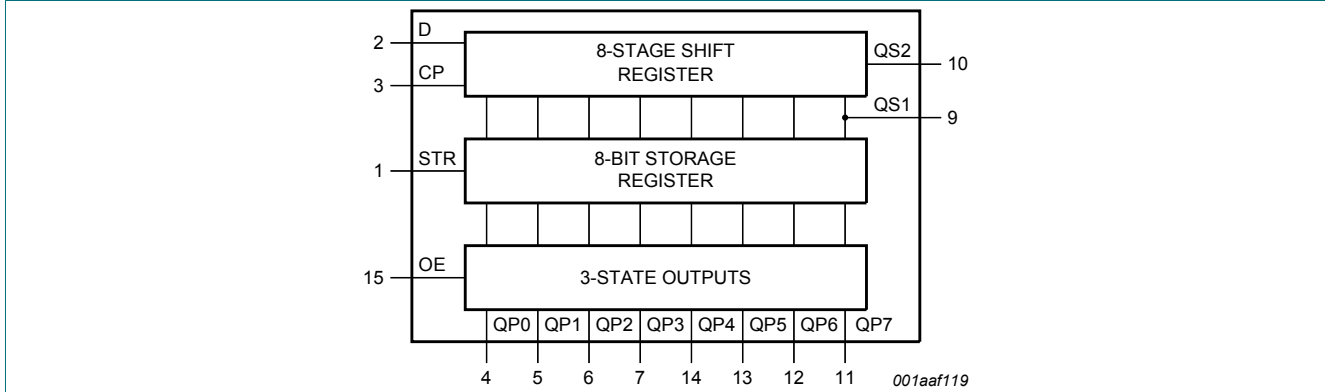 D
2
8-STAGE SHIFT
REGISTER
QS2
10
CP
3
QS1
9
STR
1
8-BIT STORAGE
REGISTER
OE
15
3-STATE OUTPUTS
QP0 QP1 QP2 QP3 QP4 QP5 QP6 QP7
4 5 6 7 14 13 12 11
001aaf119